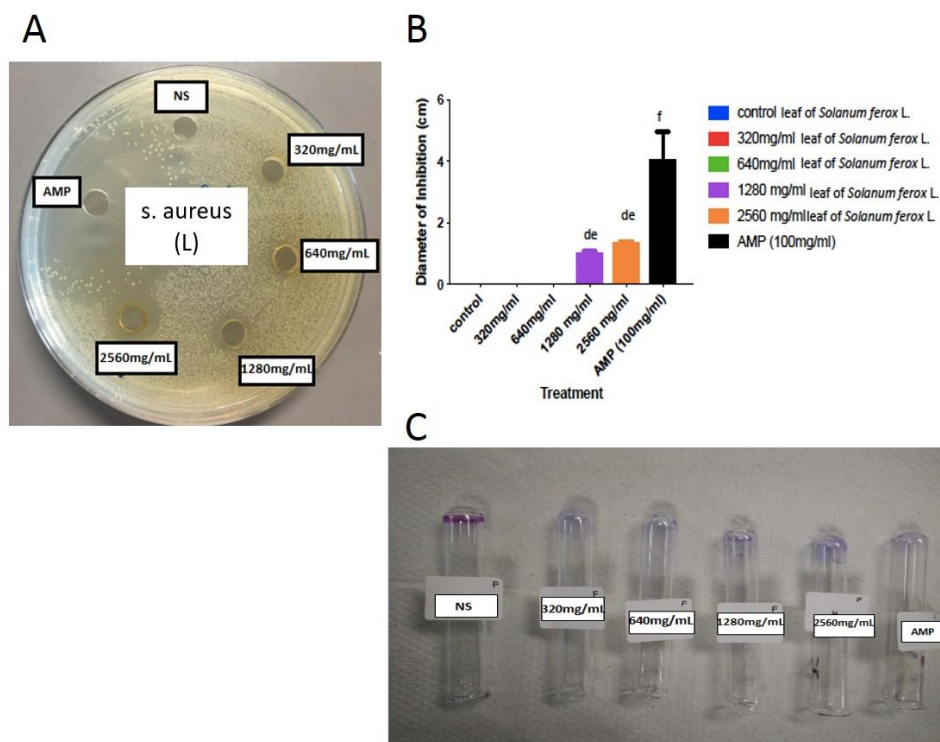 A
NS
320mg/mL
AMP
s. aureus
(L)
640mg/mL
2560mg/mL
1280mg/mL
B
Diameter of Inhibition (cm)
6
4
2
0
de
de
f
control
320mg/ml
640mg/ml
1280 mg/ml
2560 mg/ml
AMP (100mg/ml)
Treatment
control leaf of Solanum ferox L.
320mg/ml leaf of Solanum ferox L.
640mg/ml leaf of Solanum ferox L.
1280 mg/ml leaf of Solanum ferox L.
2560 mg/mlleaf of Solanum ferox L.
AMP (100mg/ml)
C
F
NS
F
320mg/mL
F
640mg/mL
F
1280mg/mL
F
2560mg/mL
AMP